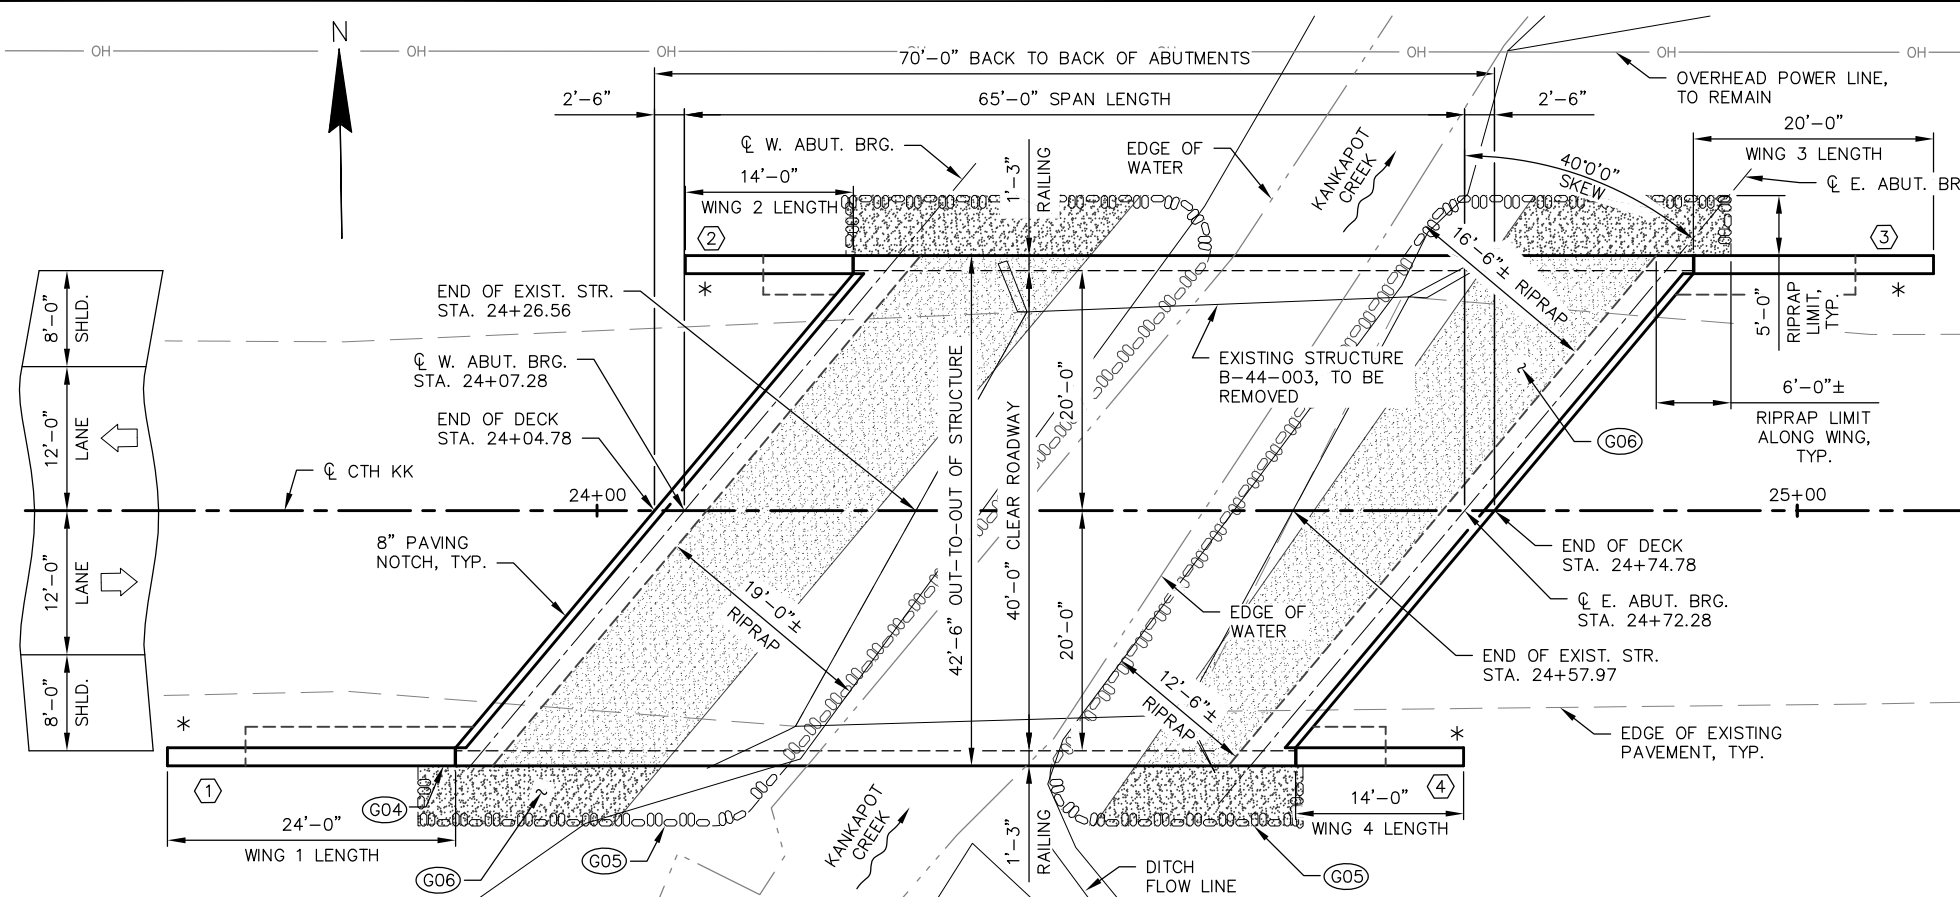 N
OH
OH
OH
OH
OH
OH
70'-0" BACK TO BACK OF ABUTMENTS
OVERHEAD POWER LINE,
TO REMAIN
2'-6"
65'-0" SPAN LENGTH
2'-6"
20'-0"
WING 3 LENGTH
℄ W. ABUT. BRG.
1'-3"
RAILING
EDGE OF
WATER
KANKAPOT
CREEK
40°0'0"
SKEW
℄ E. ABUT. BR
14'-0"
WING 2 LENGTH
2
3
16'-6"± RIPRAP
*
*
5'-0"
RIPRAP
LIMIT,
TYP.
8'-0"
SHLD.
END OF EXIST. STR.
STA. 24+26.56
℄ W. ABUT. BRG.
STA. 24+07.28
EXISTING STRUCTURE
B-44-003, TO BE
REMOVED
6'-0"±
RIPRAP LIMIT
ALONG WING,
TYP.
12'-0"
LANE
END OF DECK
STA. 24+04.78
42'-6" OUT-TO-OUT OF STRUCTURE
40'-0" CLEAR ROADWAY
20'-0"
G06
℄ CTH KK
24+00
25+00
12'-0"
LANE
8" PAVING
NOTCH, TYP.
END OF DECK
STA. 24+74.78
19'-0"±
RIPRAP
20'-0"
EDGE OF
WATER
℄ E. ABUT. BRG.
STA. 24+72.28
END OF EXIST. STR.
STA. 24+57.97
8'-0"
SHLD.
*
12'-6"±
RIPRAP
*
EDGE OF EXISTING
PAVEMENT, TYP.
1
G04
4
24'-0"
WING 1 LENGTH
14'-0"
WING 4 LENGTH
G06
G05
KANKAPOT
CREEK
1'-3"
RAILING
DITCH
FLOW LINE
G05